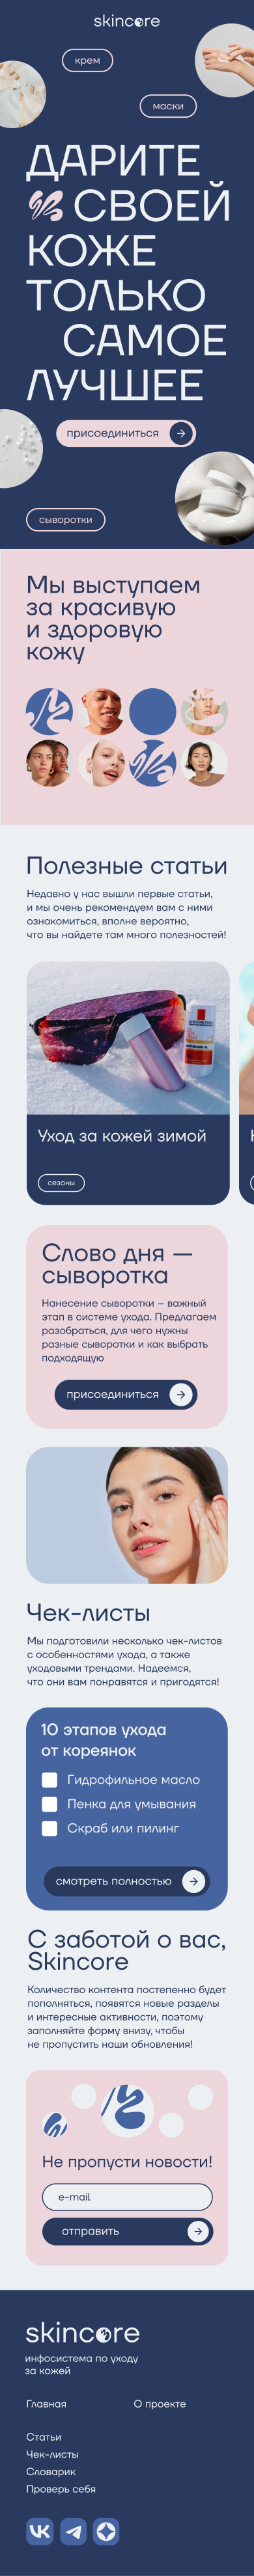 skincare
крем
маски
ДАРИТЕ
СВОЕЙ
КОЖЕ
ТОЛЬКО
САМОЕ
ЛУЧШЕЕ
присоединиться
сыворотки
Мы выступаем
за красивую
и здоровую
кожу
Полезные статьи
Недавно у нас вышли первые статьи,
и мы очень рекомендуем вам с ними
ознакомиться, вполне вероятно,
что вы найдете там много полезностей!
Уход за кожей зимой
сезоны
Слово дня —
сыворотка
Нанесение сыворотки – важный
этап в системе ухода. Предлагаем
разобраться, для чего нужны
разные сыворотки и как выбрать
подходящую
присоединиться
Чек-листы
Мы подготовили несколько чек-листов
с особенностями ухода, а также
уходовыми трендами. Надеемся,
что они вам понравятся и пригодятся!
10 этапов ухода
от кореянок
Гидрофильное масло
Пенка для умывания
Скраб или пилинг
смотреть полностью
С заботой о вас,
Skincore
Количество контента постепенно будет
пополняться, появятся новые разделы
и интересные активности, поэтому
заполняйте форму внизу, чтобы
не пропустить наши обновления!
Не пропусти новости!
e-mail
отправить
skincore
инфосистема по уходу
за кожей
Главная
О проекте
Статьи
Чек-листы
Словарик
Проверь себя